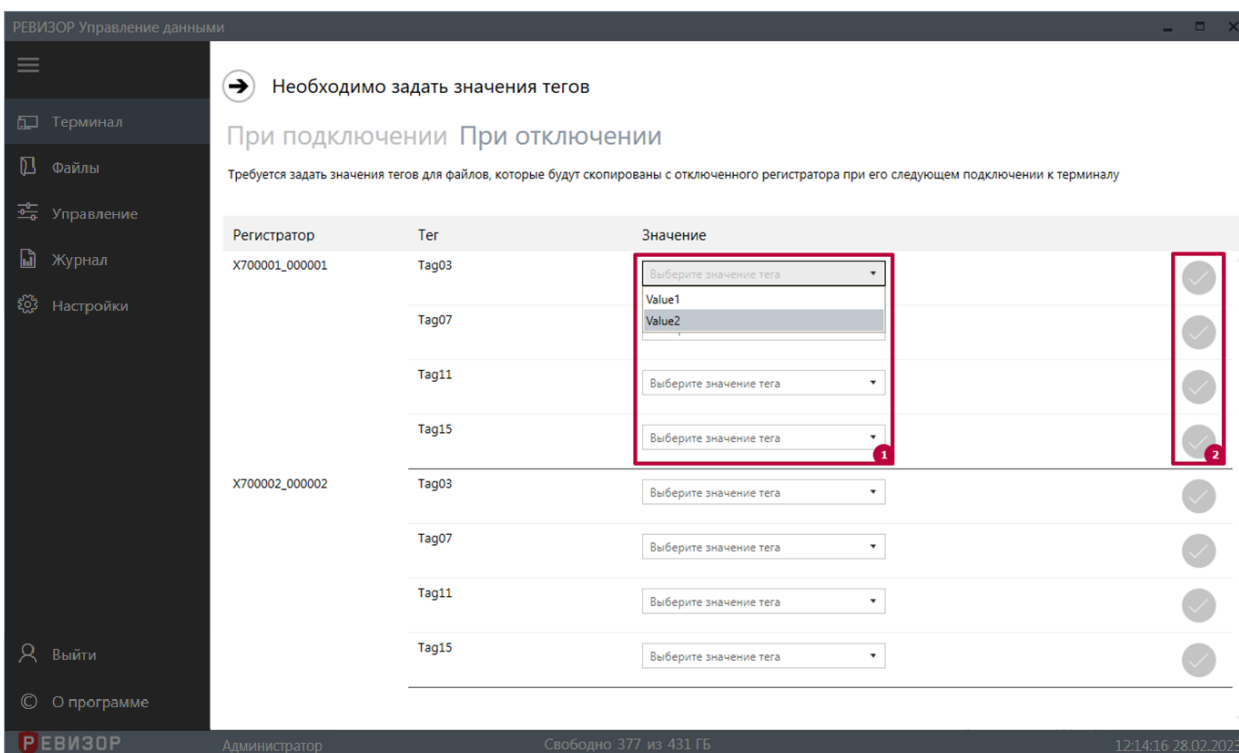 РЕВИЗОР Управление данными
Необходимо задать значения тегов
Терминал
При подключении При отключении
Файлы
Требуется задать значения тегов для файлов, которые будут скопированы с отключенного регистратора при его следующем подключении к терминалу
Управление
Регистратор Тег Значение
Журнал
X700001_000001 Tag03 Выберите значение тега
Настройки
Value1
Tag07 Value2
Tag11 Выберите значение тега
Tag15 Выберите значение тега
1 2
X700002_000002 Tag03 Выберите значение тега
Tag07 Выберите значение тега
Tag11 Выберите значение тега
Tag15 Выберите значение тега
Выйти
© О программе
РЕВИЗОР Администратор Свободно 377 из 431 ГБ 12:14:16 28.02.2023